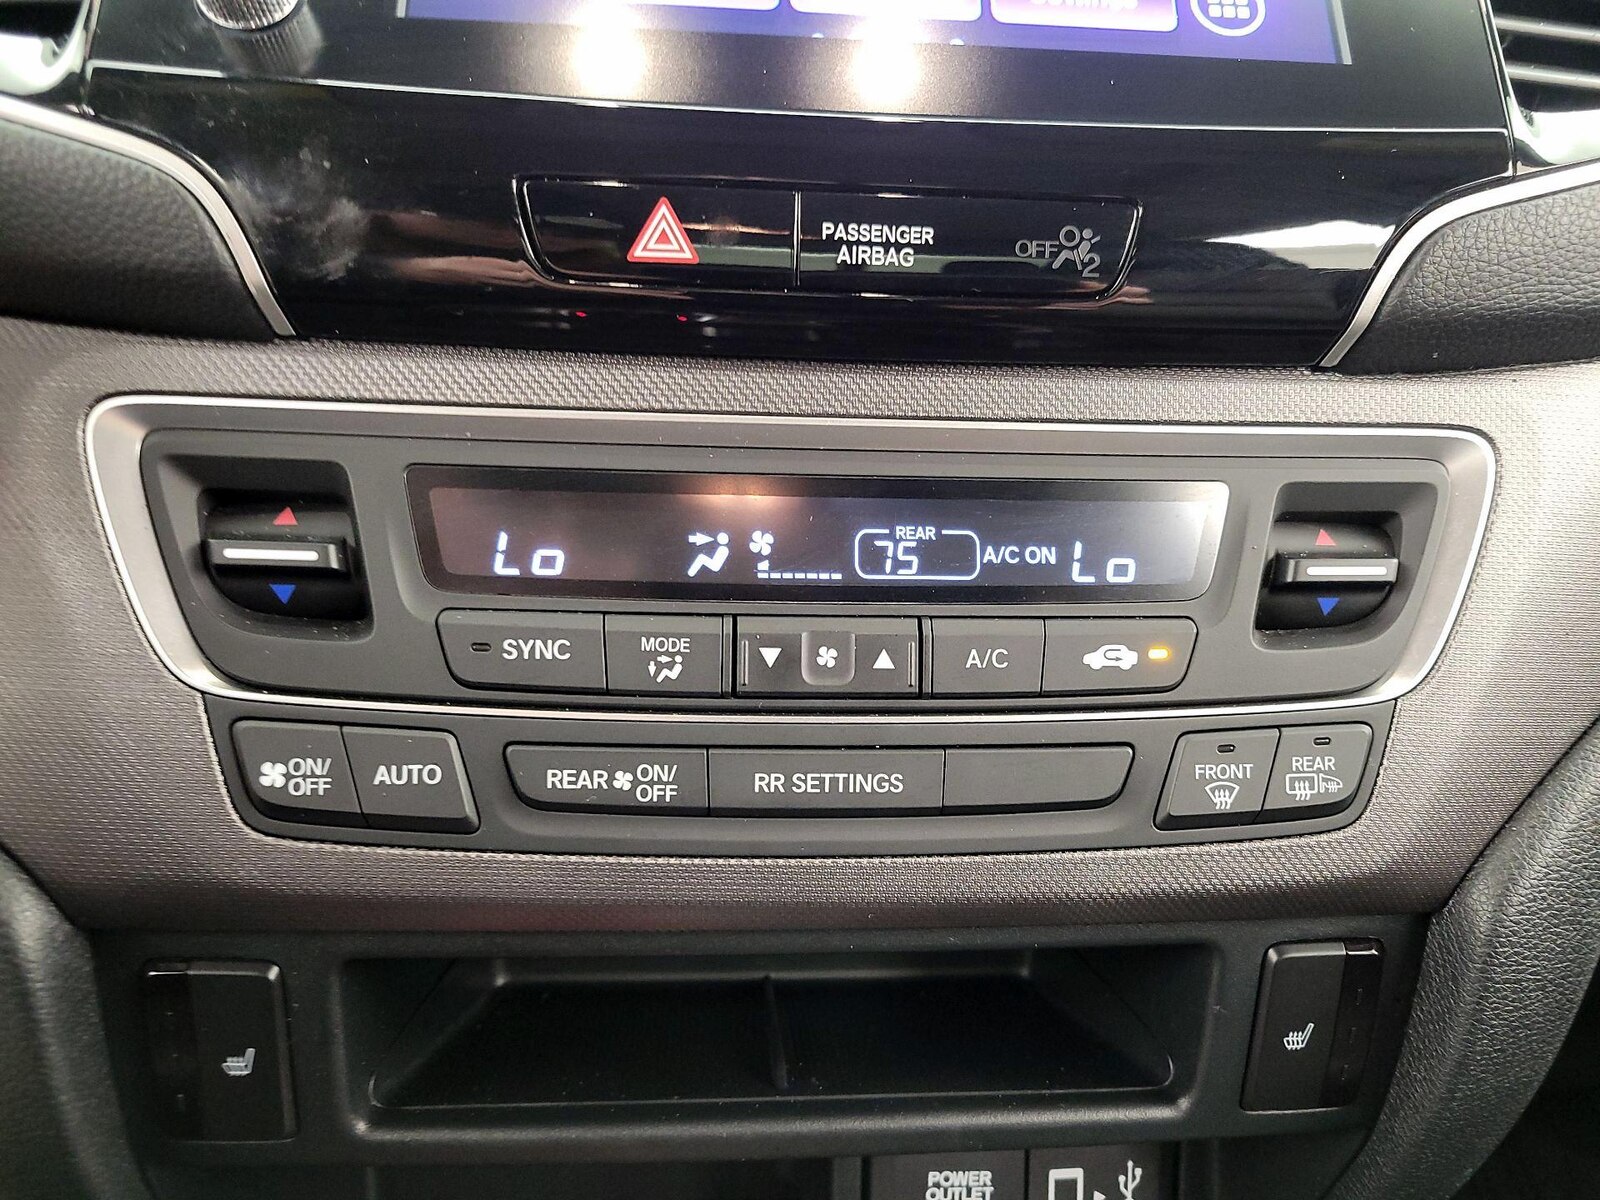 PASSENGER
AIRBAG
OFF
2
Lo
REAR
75
A/C ON
Lo
SYNC
MODE
A/C
ON/
OFF
AUTO
REAR
ON/
OFF
RR SETTINGS
FRONT
REAR
POWER
OUTLET